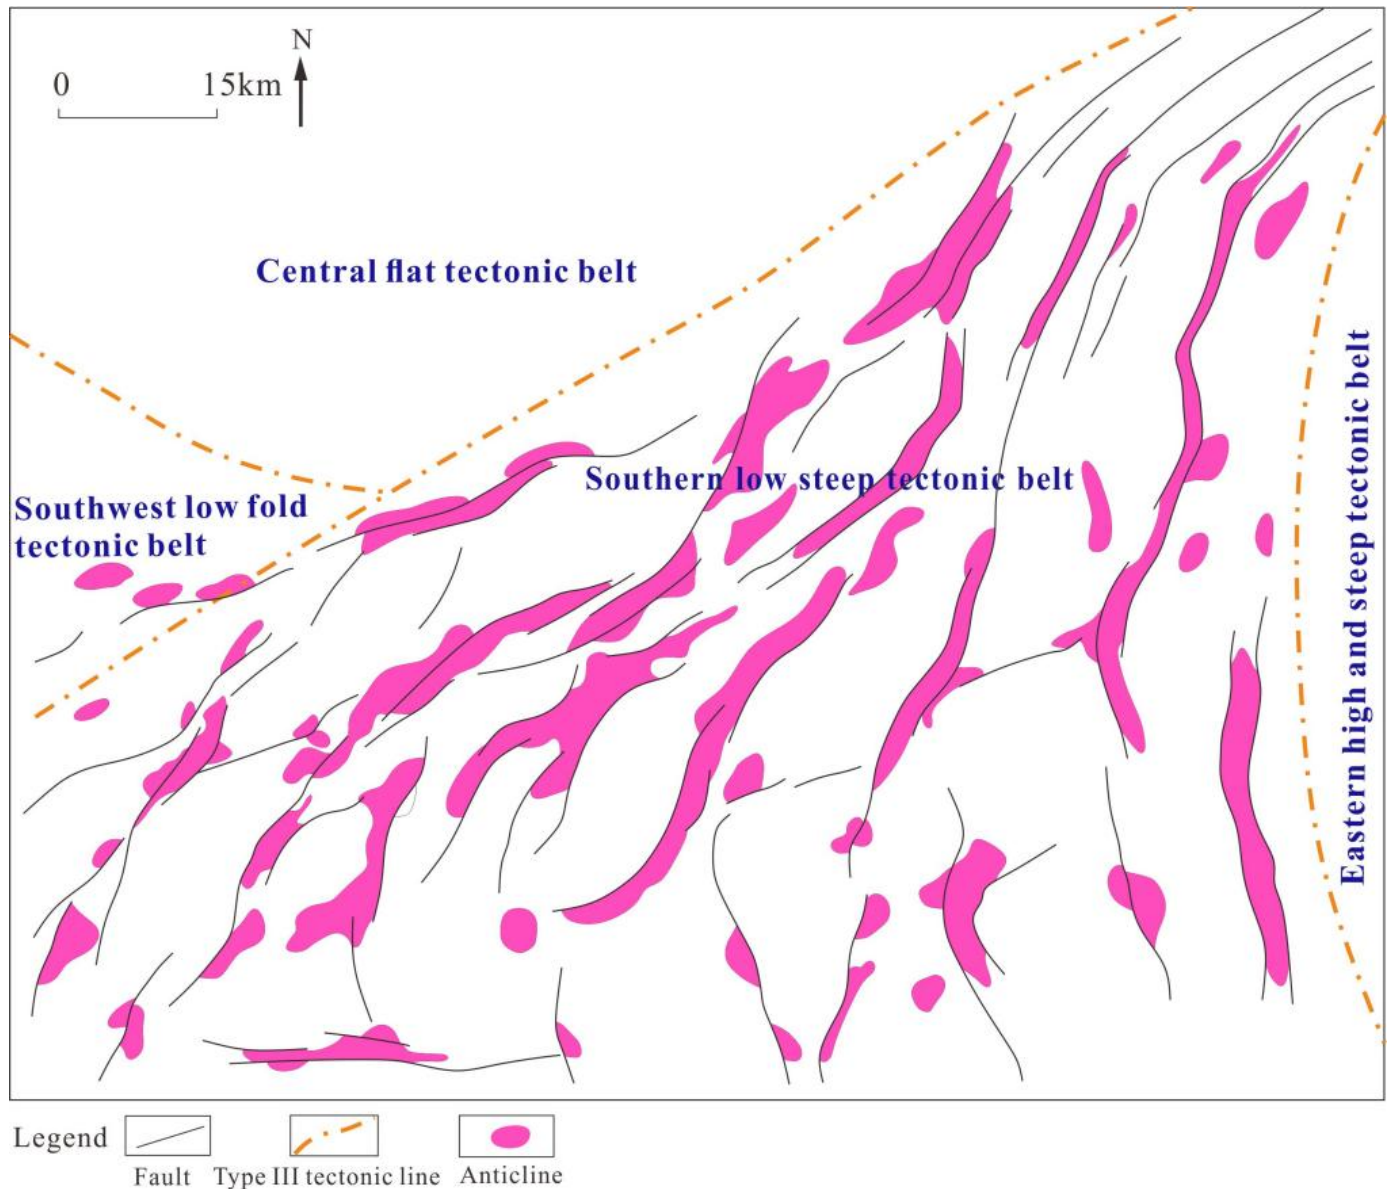 N
0 15km
Central flat tectonic belt
Southern low steep tectonic belt
Southwest low fold
tectonic belt
Eastern high and steep tectonic belt
Legend
Fault Type III tectonic line Anticline